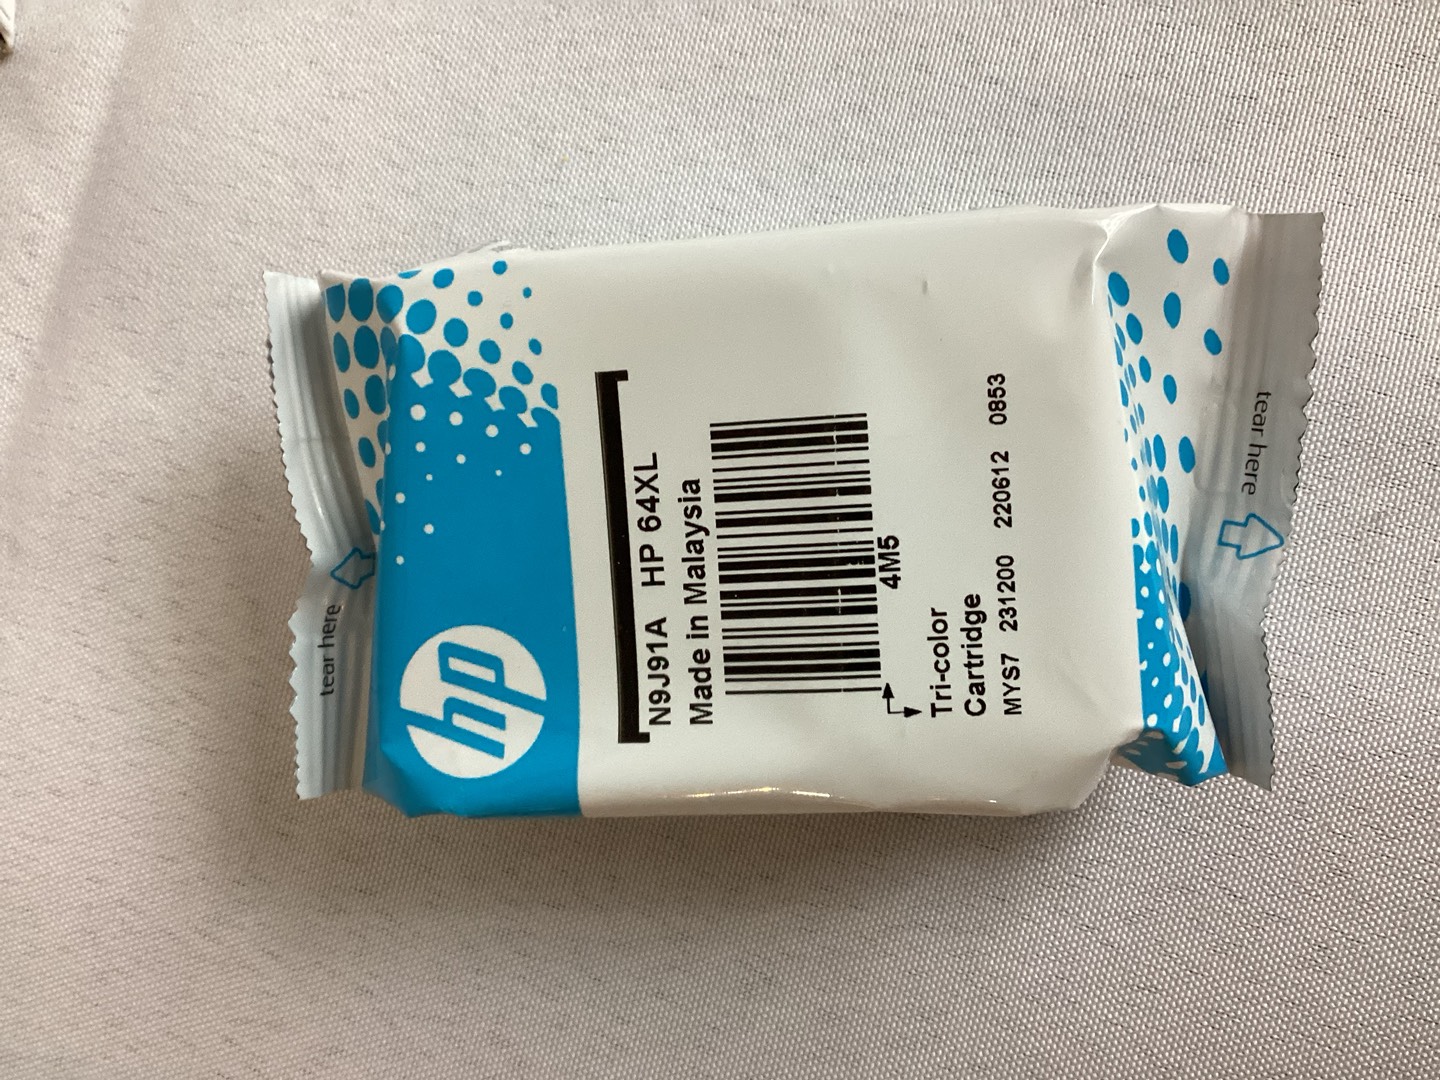 tear here
hp
N9J91A HP 64XL
Made in Malaysia
4M5
Tri-color
Cartridge
MYS7 231200 220612 0853
tear here